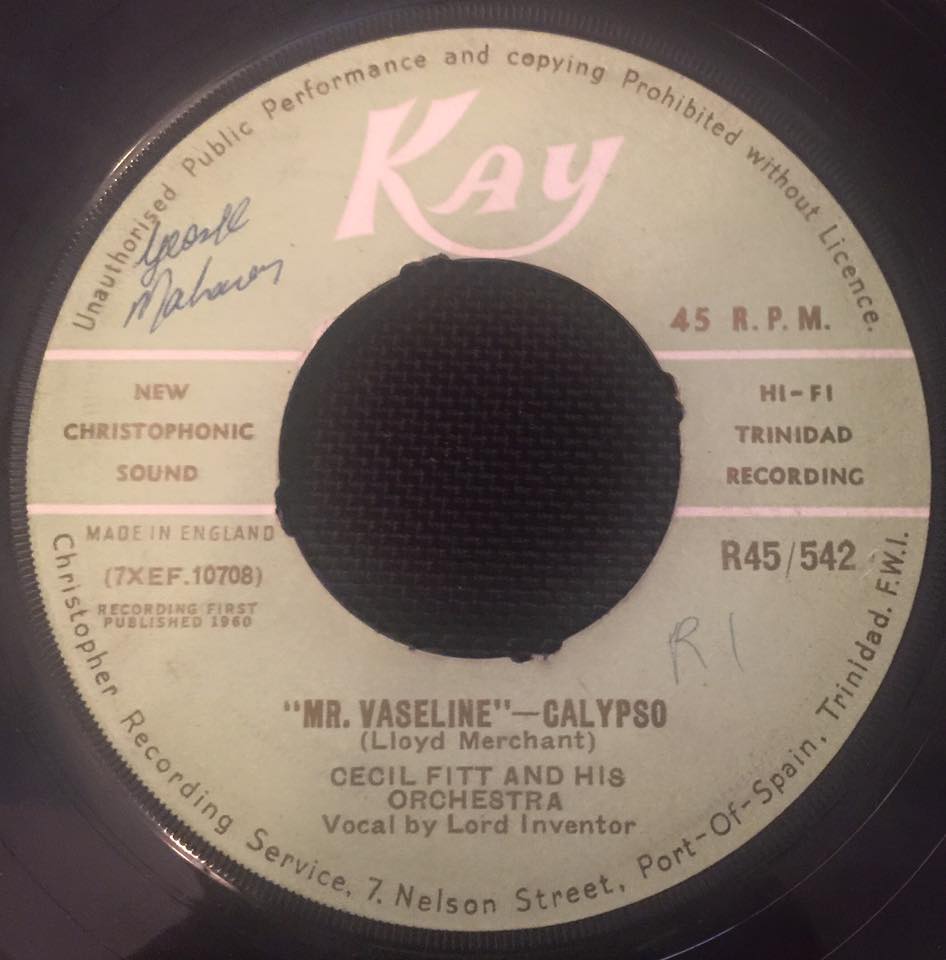 Unauthorised Public Performance and copying Prohibited without Licence.
Kay
George
45 R.P.M.
NEW
CHRISTOPHONIC
SOUND
HI-FI
TRINIDAD
RECORDING
MADE IN ENGLAND
(7XEF.10708)
RECORDING FIRST
PUBLISHED 1960
R45/542
R1
"MR. VASELINE"—CALYPSO
(Lloyd Merchant)
CECIL FITT AND HIS
ORCHESTRA
Vocal by Lord Inventor
Christopher Recording Service, 7. Nelson Street, Port-Of-Spain, Trinidad. F.W.I.